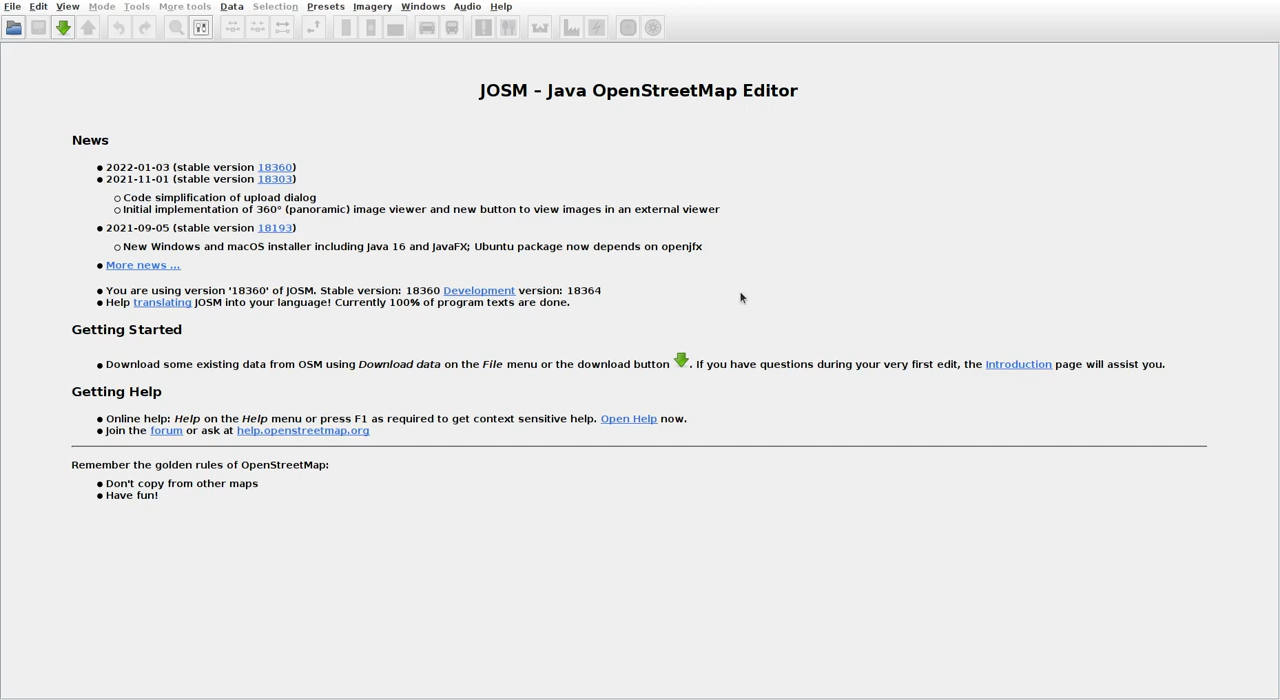 File Edit View Mode Tools More tools Data Selection Presets Imagery Windows Audio Help
JOSM – Java OpenStreetMap Editor
News
● 2022-01-03 (stable version 18360)
● 2021-11-01 (stable version 18303)
○ Code simplification of upload dialog
○ Initial implementation of 360° (panoramic) image viewer and new button to view images in an external viewer
● 2021-09-05 (stable version 18193)
○ New Windows and macOS installer including Java 16 and JavaFX; Ubuntu package now depends on openjfx
● More news ...
● You are using version '18360' of JOSM. Stable version: 18360 Development version: 18364
● Help translating JOSM into your language! Currently 100% of program texts are done.
Getting Started
● Download some existing data from OSM using Download data on the File menu or the download button . If you have questions during your very first edit, the Introduction page will assist you.
Getting Help
● Online help: Help on the Help menu or press F1 as required to get context sensitive help. Open Help now.
● Join the forum or ask at help.openstreetmap.org
Remember the golden rules of OpenStreetMap:
● Don't copy from other maps
● Have fun!